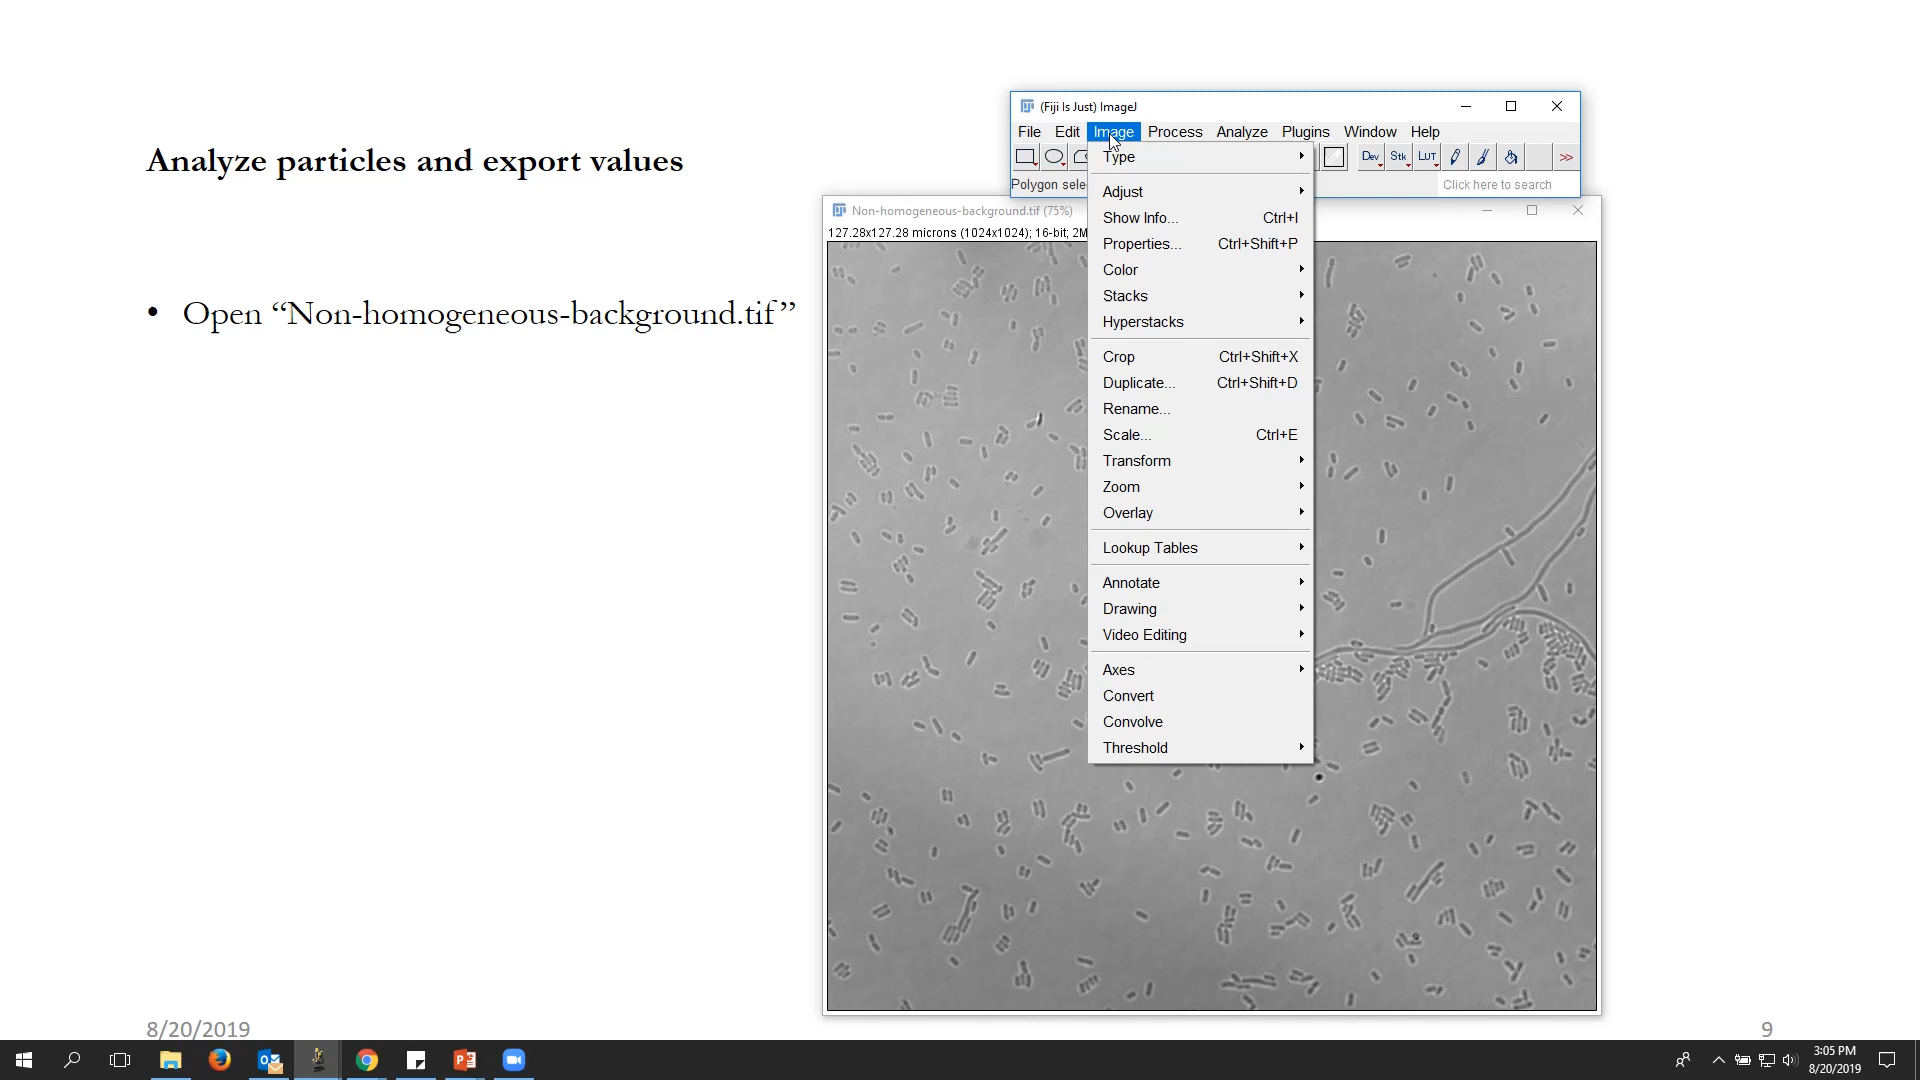 (Fiji Is Just) ImageJ
File Edit Image Process Analyze Plugins Window Help
Dev Stk LUT >>
Click here to search
Analyze particles and export values
• Open “Non-homogeneous-background.tif”
Non-homogeneous-background.tif (75%)
127.28x127.28 microns (1024x1024); 16-bit;
Type
Adjust
Show Info... Ctrl+I
Properties... Ctrl+Shift+P
Color
Stacks
Hyperstacks
Crop Ctrl+Shift+X
Duplicate... Ctrl+Shift+D
Rename...
Scale... Ctrl+E
Transform
Zoom
Overlay
Lookup Tables
Annotate
Drawing
Video Editing
Axes
Convert
Convolve
Threshold
8/20/2019
9
3:05 PM
8/20/2019